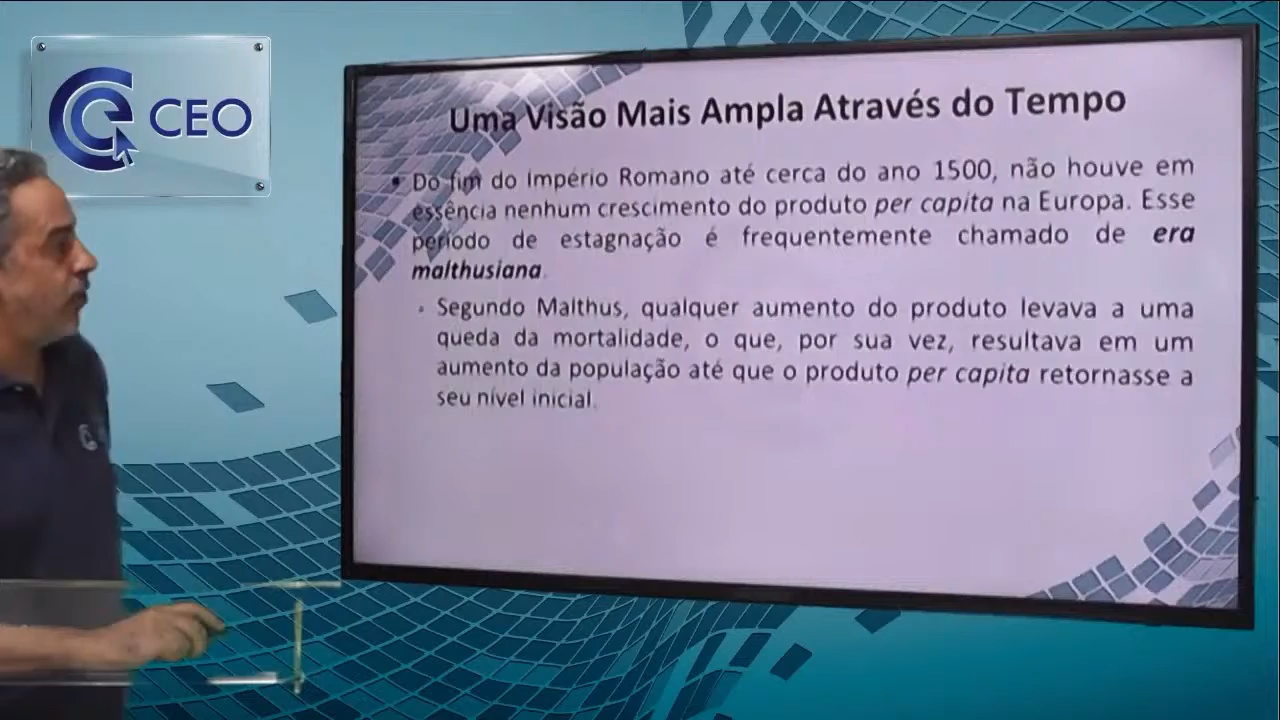 CEO
Uma Visão Mais Ampla Através do Tempo
• Do fim do Império Romano até cerca do ano 1500, não houve em
essência nenhum crescimento do produto per capita na Europa. Esse
período de estagnação é frequentemente chamado de era
malthusiana.
• Segundo Malthus, qualquer aumento do produto levava a uma
queda da mortalidade, o que, por sua vez, resultava em um
aumento da população até que o produto per capita retornasse a
seu nível inicial.